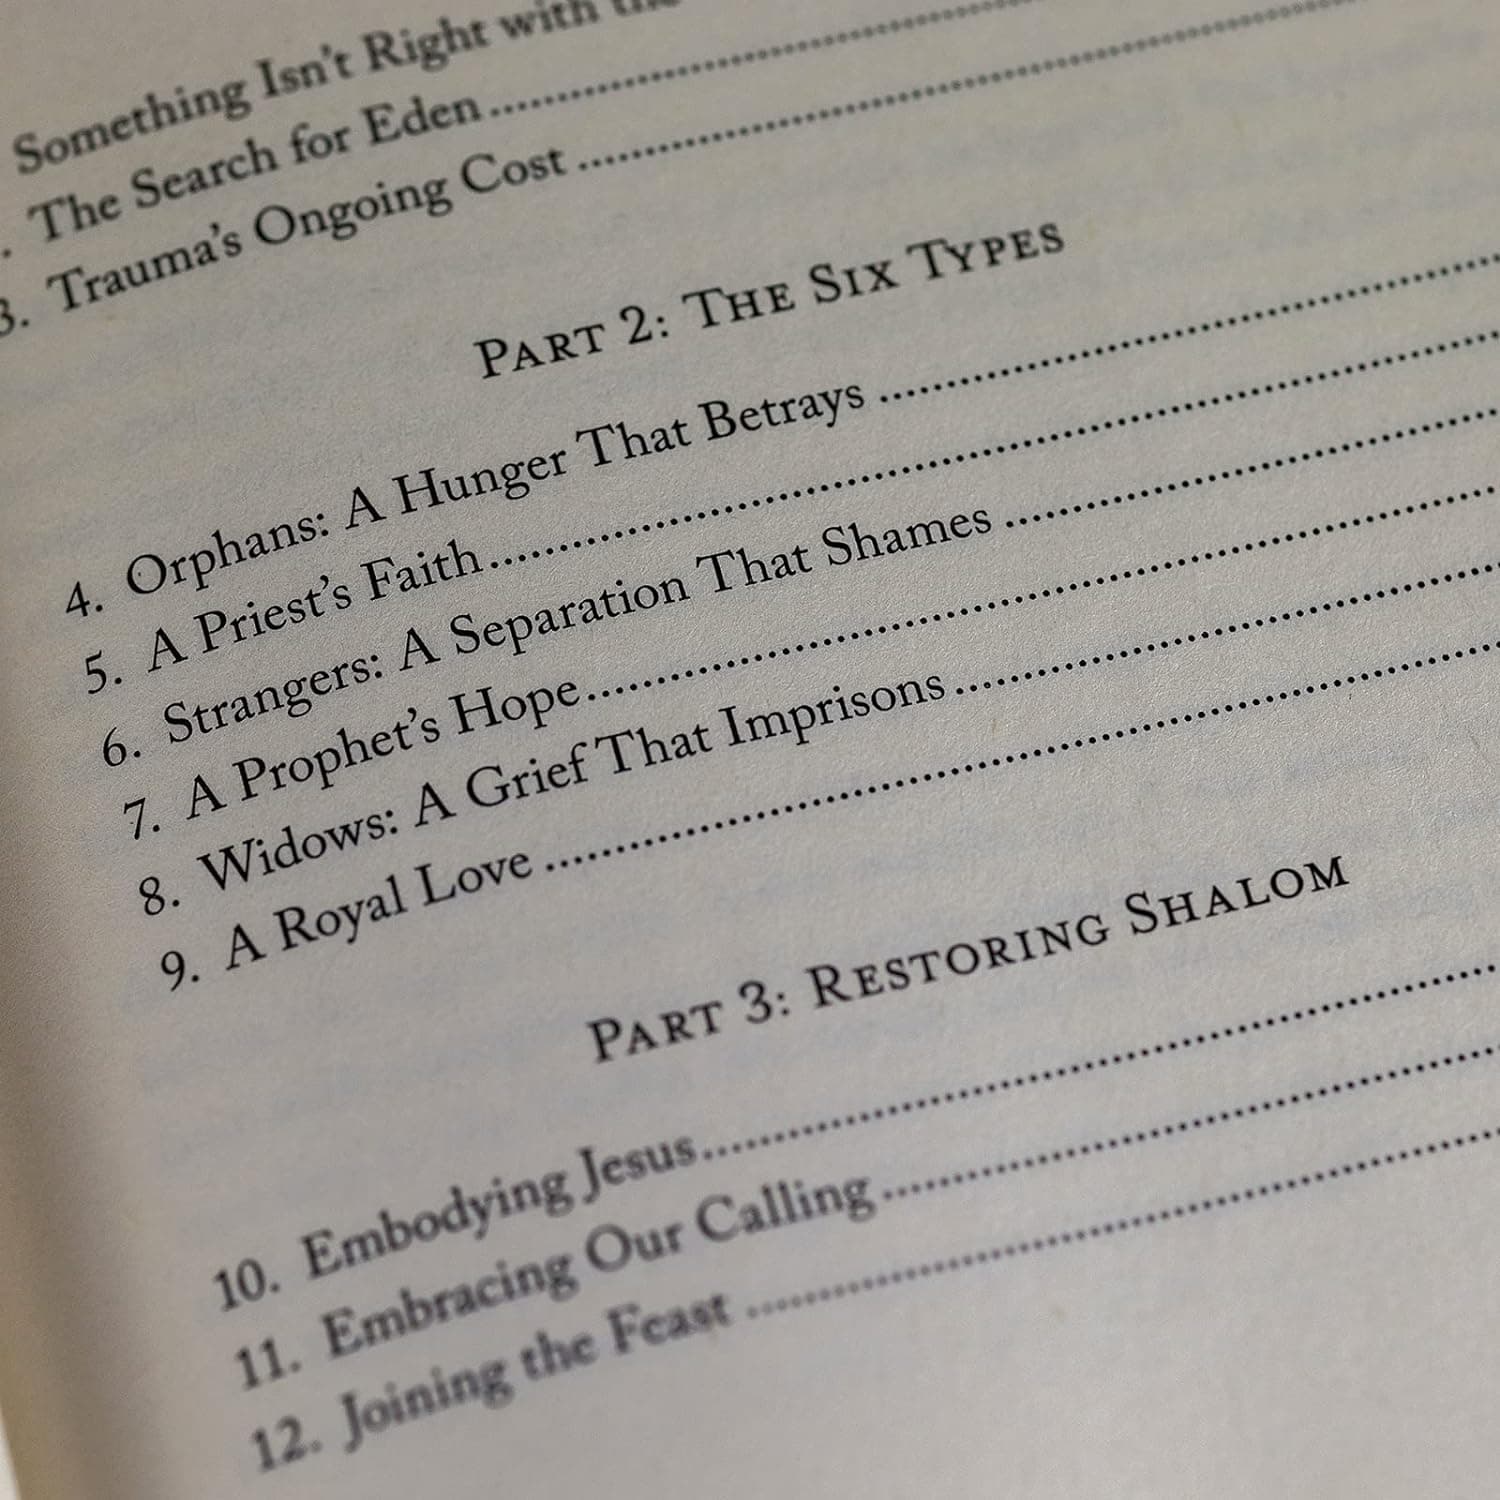 Something Isn't Right with the
. The Search for Eden
3. Trauma's Ongoing Cost
Part 2: The Six Types
4. Orphans: A Hunger That Betrays
5. A Priest's Faith
6. Strangers: A Separation That Shames
7. A Prophet's Hope
8. Widows: A Grief That Imprisons
9. A Royal Love
Part 3: Restoring Shalom
10. Embodying Jesus
11. Embracing Our Calling
12. Joining the Feast